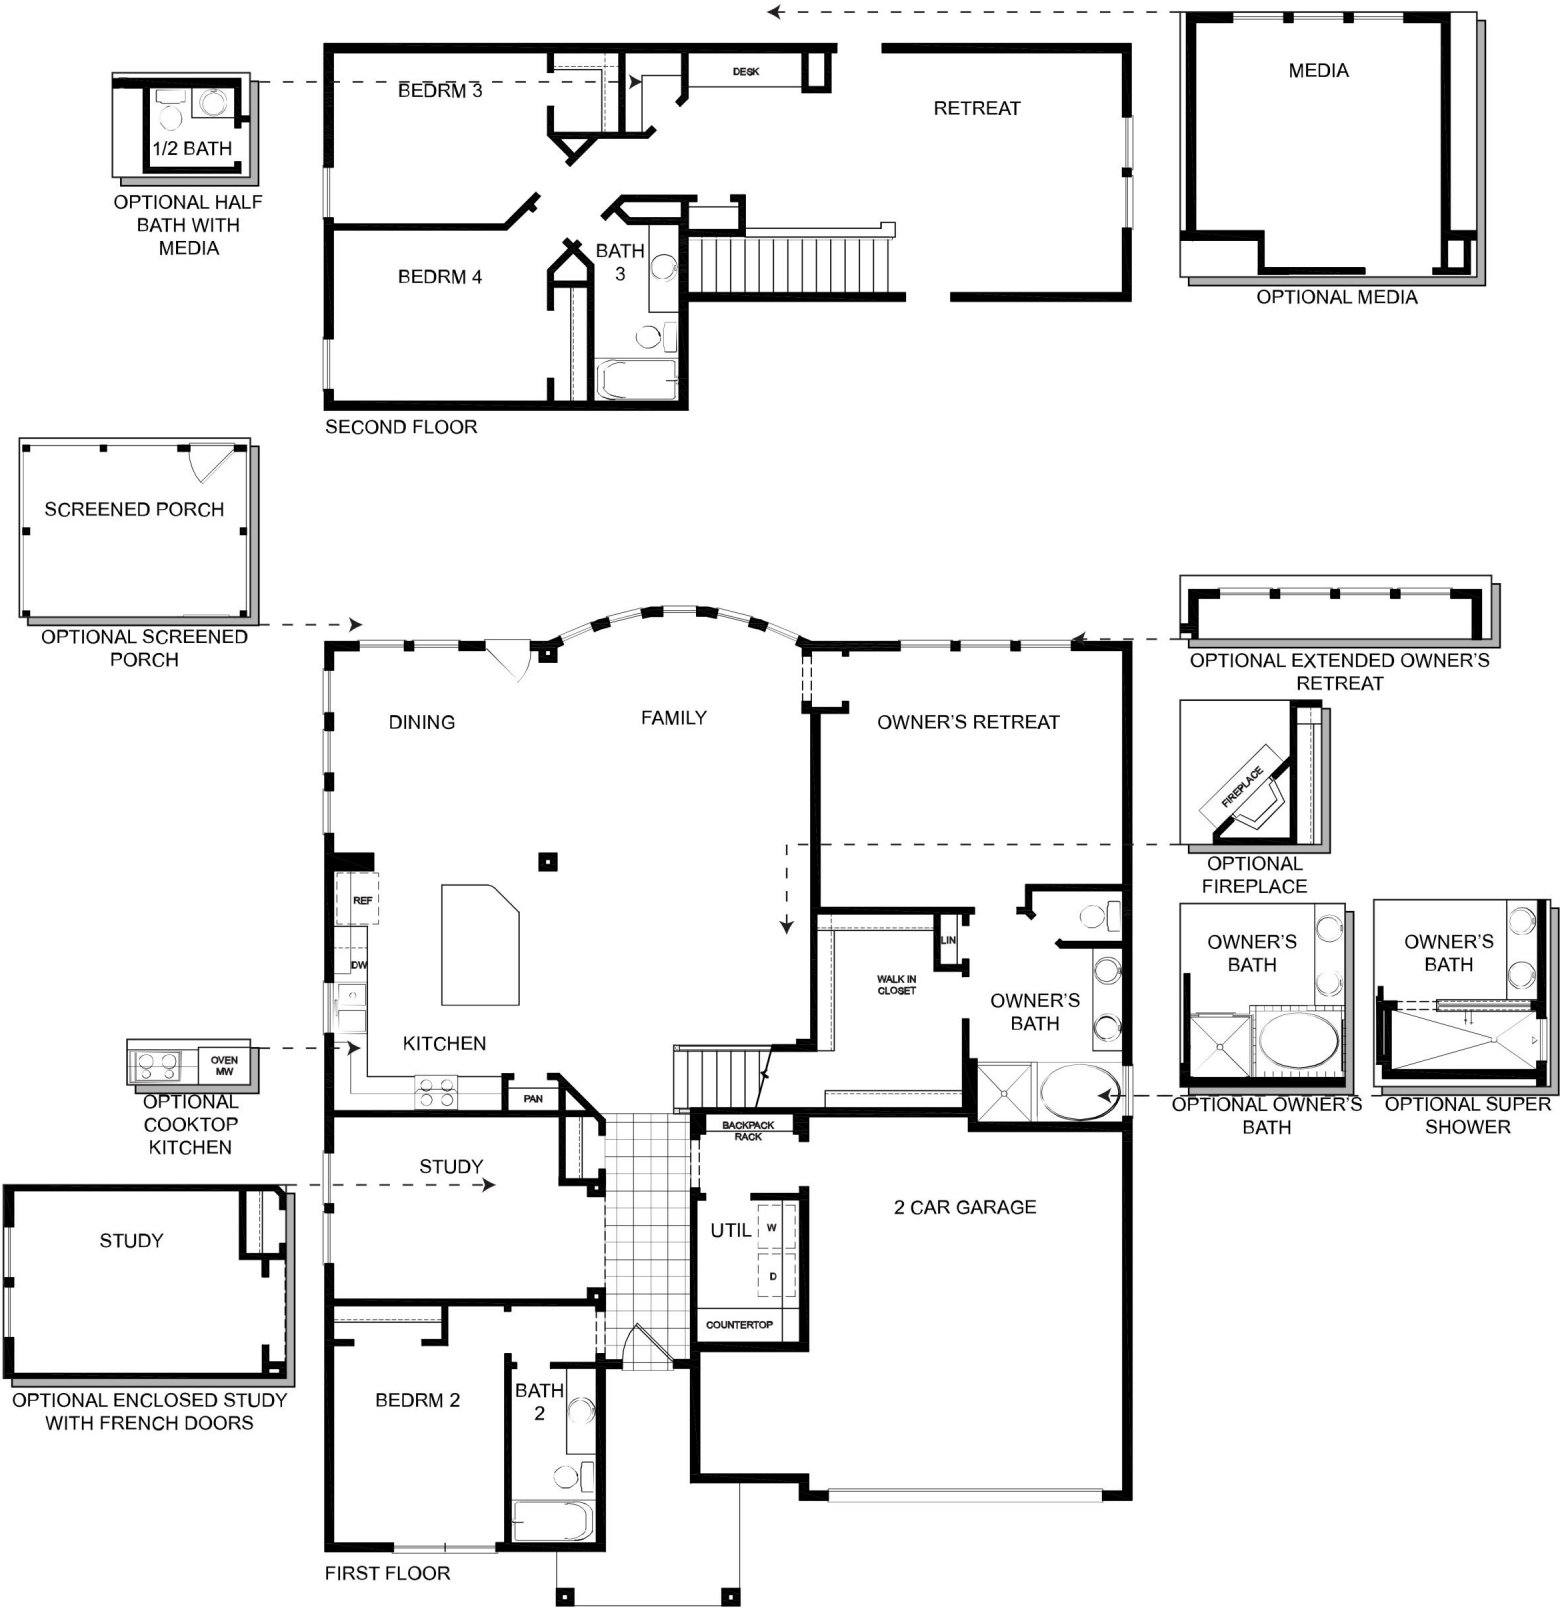 MEDIA
OPTIONAL MEDIA
1/2 BATH
OPTIONAL HALF
BATH WITH
MEDIA
BEDRM 3
DESK
RETREAT
BEDRM 4
BATH
3
SECOND FLOOR
SCREENED PORCH
OPTIONAL SCREENED
PORCH
OPTIONAL EXTENDED OWNER'S
RETREAT
DINING
FAMILY
OWNER'S RETREAT
FIREPLACE
OPTIONAL
FIREPLACE
REF
DW
LIN
WALK IN
CLOSET
OWNER'S
BATH
OWNER'S
BATH
OPTIONAL OWNER'S
BATH
OWNER'S
BATH
OPTIONAL SUPER
SHOWER
KITCHEN
PAN
OVEN
MW
OPTIONAL
COOKTOP
KITCHEN
BACKPACK
RACK
STUDY
2 CAR GARAGE
UTIL
W
D
COUNTERTOP
STUDY
OPTIONAL ENCLOSED STUDY
WITH FRENCH DOORS
BEDRM 2
BATH
2
FIRST FLOOR